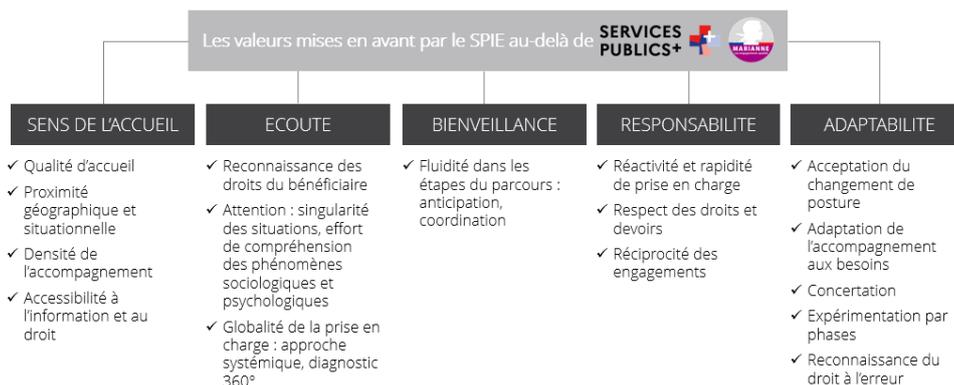 Les valeurs mises en avant par le SPIE au-delà de SERVICES PUBLICS+
MARIANNE
SENS DE L'ACCUEIL
✓ Qualité d'accueil
✓ Proximité
géographique et
situationnelle
✓ Densité de
l'accompagnement
✓ Accessibilité à
l'information et au
droit
ECOUTE
✓ Reconnaissance des
droits du bénéficiaire
✓ Attention : singularité
des situations, effort
de compréhension
des phénomènes
sociologiques et
psychologiques
✓ Globalité de la prise en
charge : approche
systémique, diagnostic
360°
BIENVEILLANCE
✓ Fluidité dans les
étapes du parcours :
anticipation,
coordination
RESPONSABILITE
✓ Réactivité et rapidité
de prise en charge
✓ Respect des droits et
devoirs
✓ Réciprocité des
engagements
ADAPTABILITE
✓ Acceptation du
changement de
posture
✓ Adaptation de
l'accompagnement
aux besoins
✓ Concertation
✓ Expérimentation par
phases
✓ Reconnaissance du
droit à l'erreur